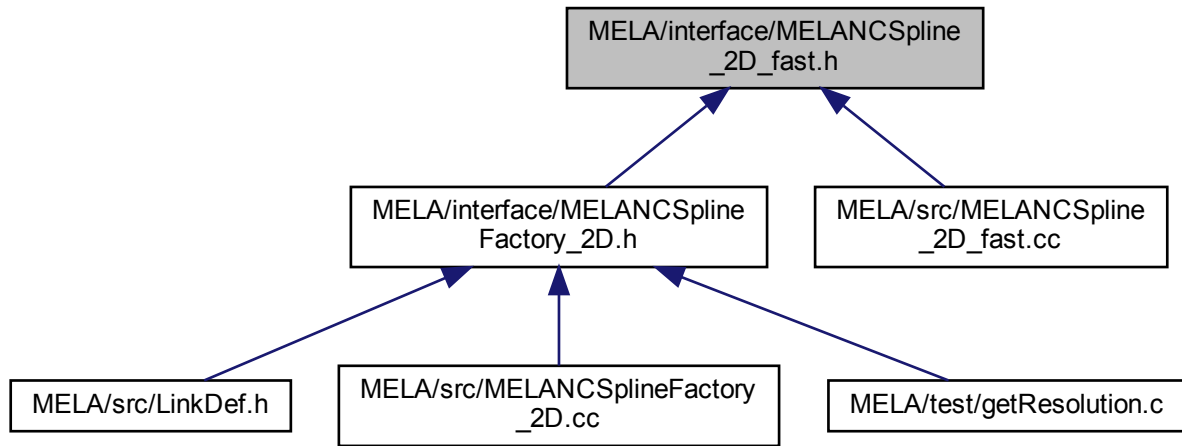 MELA/interface/MELANCSpline
_2D_fast.h
MELA/interface/MELANCSpline
Factory_2D.h
MELA/src/MELANCSpline
_2D_fast.cc
MELA/src/LinkDef.h
MELA/src/MELANCSplineFactory
_2D.cc
MELA/test/getResolution.c